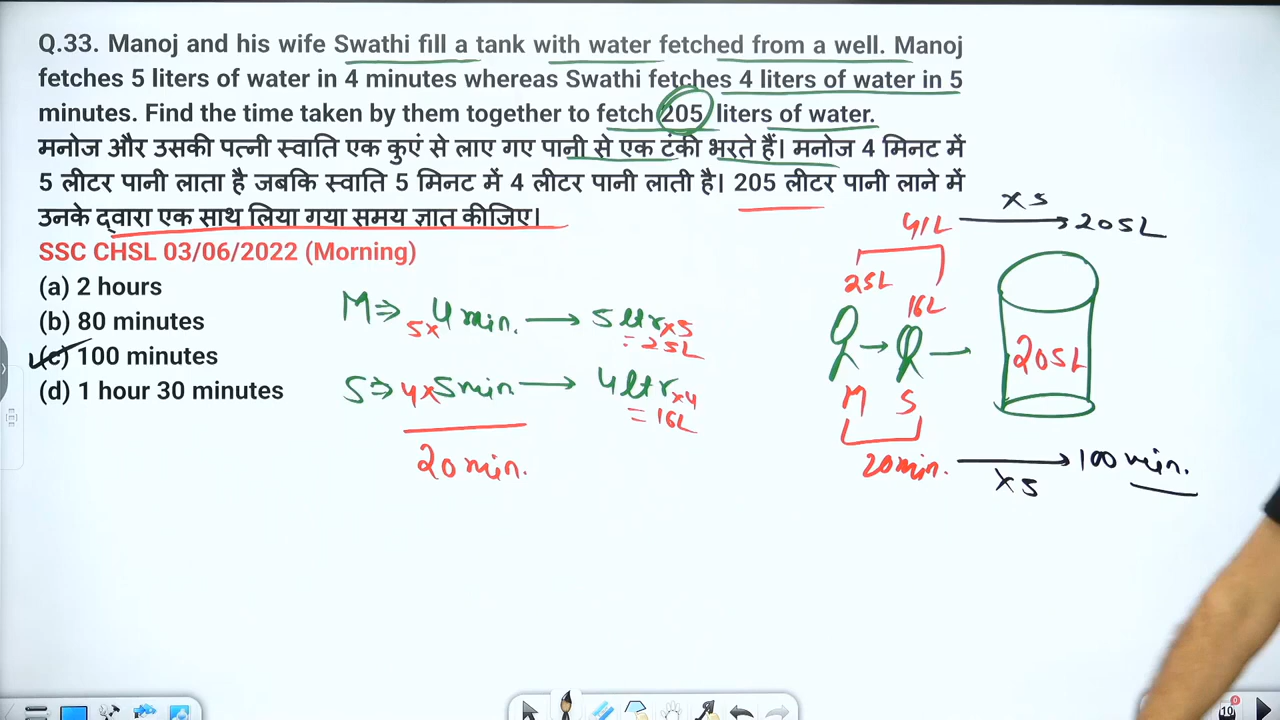 Q.33. Manoj and his wife Swathi fill a tank with water fetched from a well. Manoj
fetches 5 liters of water in 4 minutes whereas Swathi fetches 4 liters of water in 5
minutes. Find the time taken by them together to fetch 205 liters of water.
मनोज और उसकी पत्नी स्वाति एक कुएं से लाए गए पानी से एक टंकी भरते हैं। मनोज 4 मिनट में
5 लीटर पानी लाता है जबकि स्वाति 5 मिनट में 4 लीटर पानी लाती है। 205 लीटर पानी लाने में
उनके द्वारा एक साथ लिया गया समय ज्ञात कीजिए।
SSC CHSL 03/06/2022 (Morning)
(a) 2 hours
(b) 80 minutes
(c) 100 minutes
(d) 1 hour 30 minutes
M⇒ 5x 4 min. → 5 ltr x5
= 25L
S⇒ 4x 5 min → 4 ltr x4
= 16L
20 min.
41L x5 → 205L
25L
16L
205L
M S
20 min. x5 → 100 min.
10